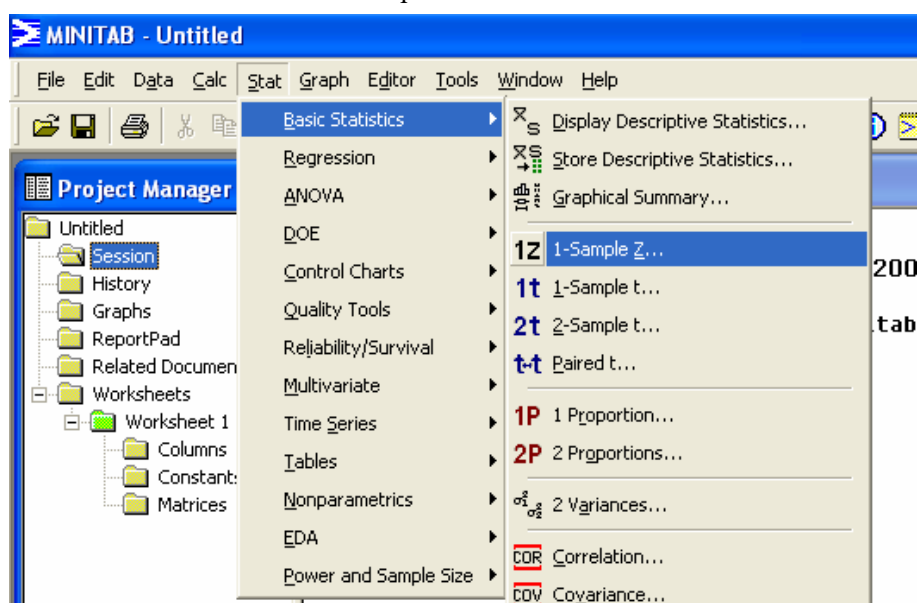 MINITAB - Untitled
File Edit Data Calc Stat Graph Editor Tools Window Help
Project Manager
Untitled
Session
History
Graphs
ReportPad
Related Documen
Worksheets
Worksheet 1
Columns
Constants
Matrices
Basic Statistics
Regression
ANOVA
DOE
Control Charts
Quality Tools
Reliability/Survival
Multivariate
Time Series
Tables
Nonparametrics
EDA
Power and Sample Size
Display Descriptive Statistics...
Store Descriptive Statistics...
Graphical Summary...
1Z 1-Sample Z...
1t 1-Sample t...
2t 2-Sample t...
t-t Paired t...
1P 1 Proportion...
2P 2 Proportions...
2 Variances...
COR Correlation...
COV Covariance...
200
tab